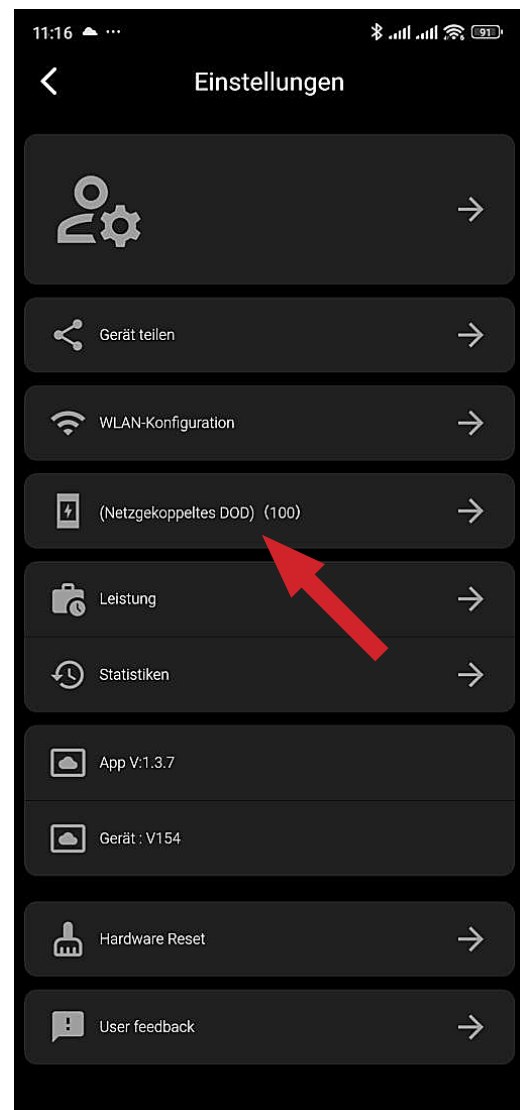 11:16 ... 91
Einstellungen
Gerät teilen
WLAN-Konfiguration
(Netzgekoppeltes DOD) (100)
Leistung
Statistiken
App V:1.3.7
Gerät : V154
Hardware Reset
User feedback